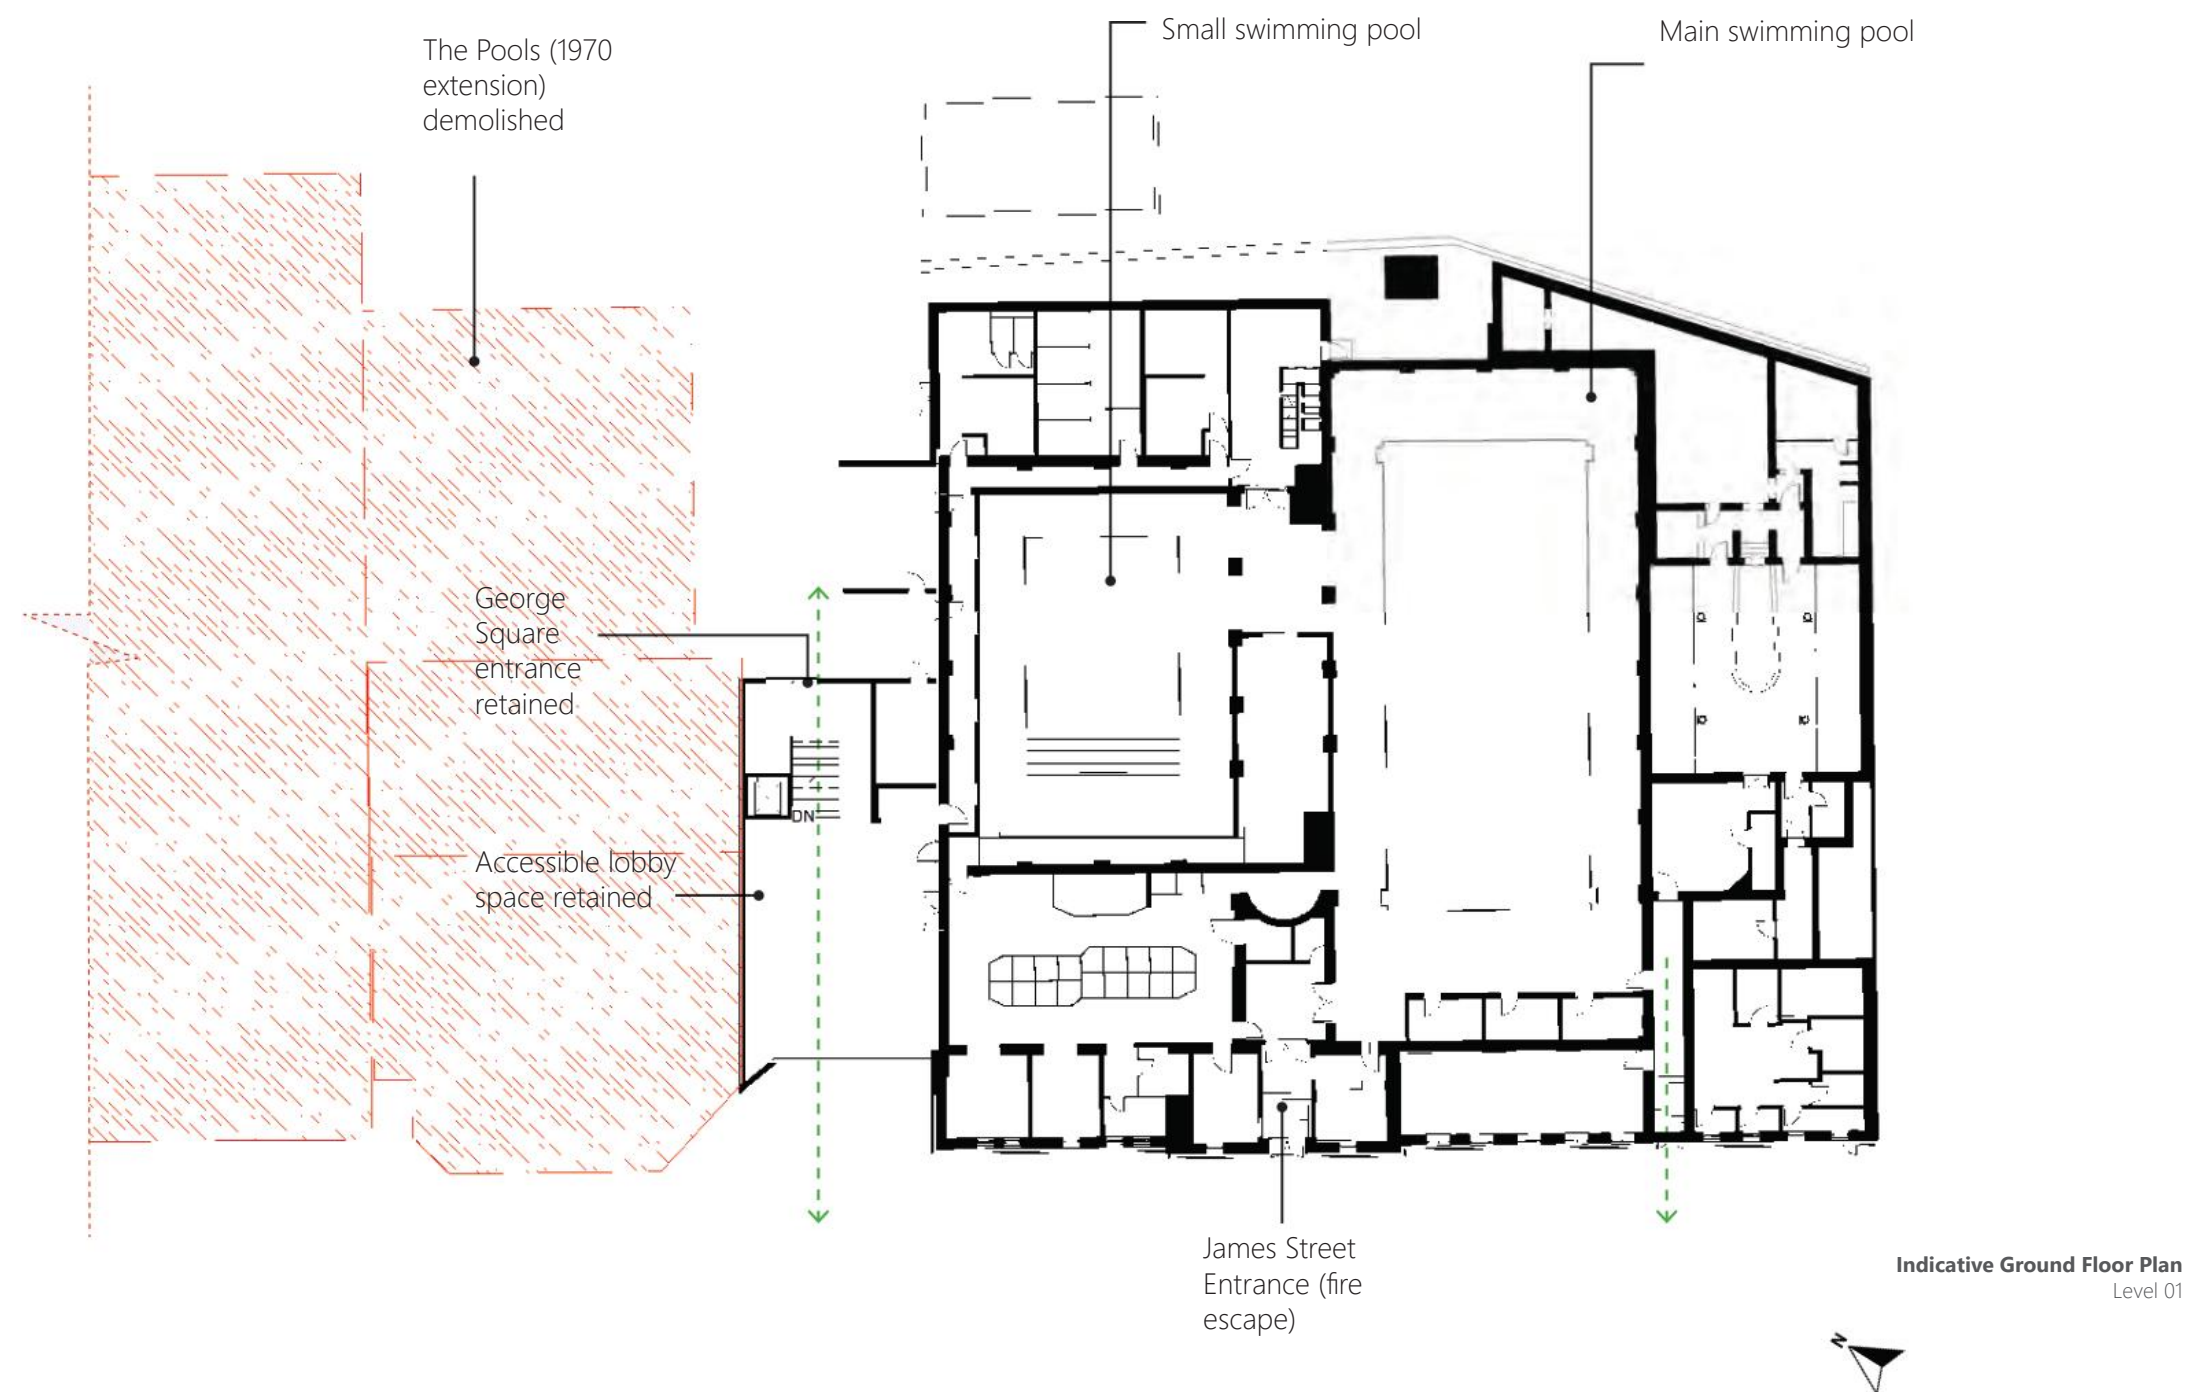 Small swimming pool
Main swimming pool
The Pools (1970
extension)
demolished
George
Square
entrance
retained
DN
Accessible lobby
space retained
James Street
Entrance (fire
escape)
Indicative Ground Floor Plan
Level 01
N